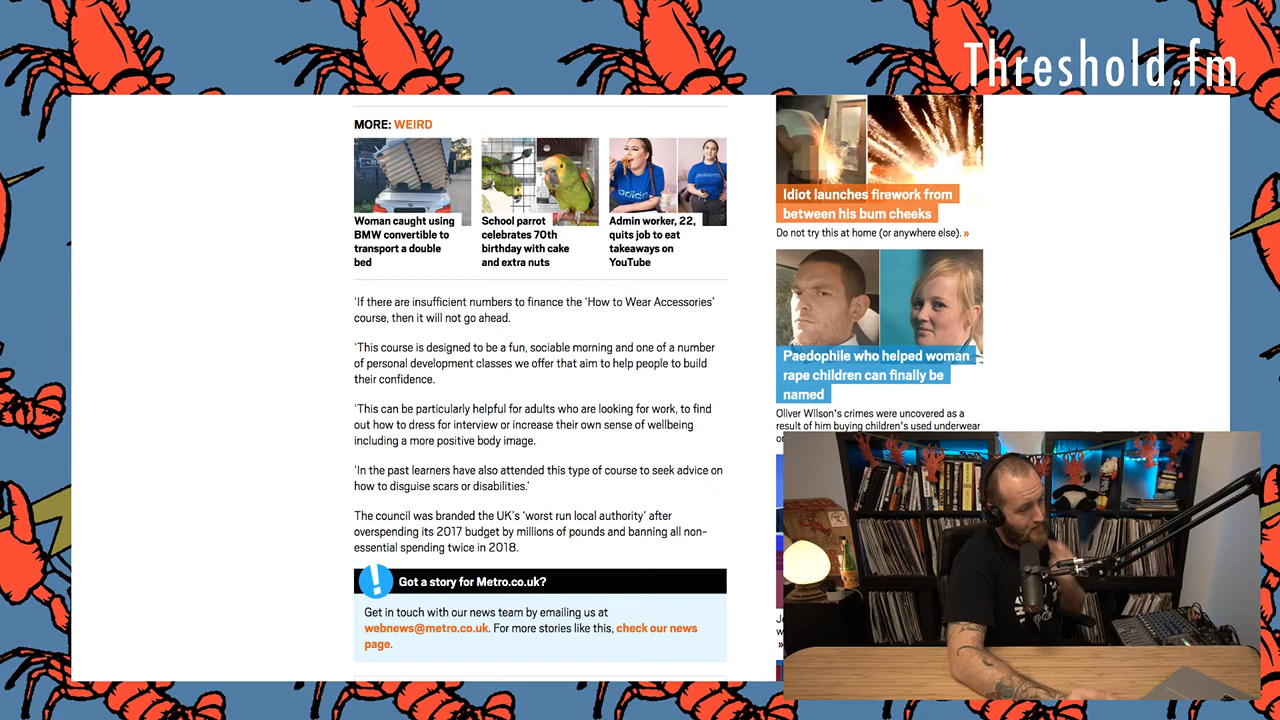 Threshold.fm
MORE: WEIRD
Woman caught using
BMW convertible to
transport a double
bed
School parrot
celebrates 70th
birthday with cake
and extra nuts
Admin worker, 22,
quits job to eat
takeaways on
YouTube
'If there are insufficient numbers to finance the 'How to Wear Accessories'
course, then it will not go ahead.
'This course is designed to be a fun, sociable morning and one of a number
of personal development classes we offer that aim to help people to build
their confidence.
'This can be particularly helpful for adults who are looking for work, to find
out how to dress for interview or increase their own sense of wellbeing
including a more positive body image.
'In the past learners have also attended this type of course to seek advice on
how to disguise scars or disabilities.'
The council was branded the UK's 'worst run local authority' after
overspending its 2017 budget by millions of pounds and banning all non-
essential spending twice in 2018.
! Got a story for Metro.co.uk?
Get in touch with our news team by emailing us at
webnews@metro.co.uk. For more stories like this, check our news
page.
Idiot launches firework from
between his bum cheeks
Do not try this at home (or anywhere else). »
Paedophile who helped woman
rape children can finally be
named
Oliver Wilson's crimes were uncovered as a
result of him buying children's used underwear